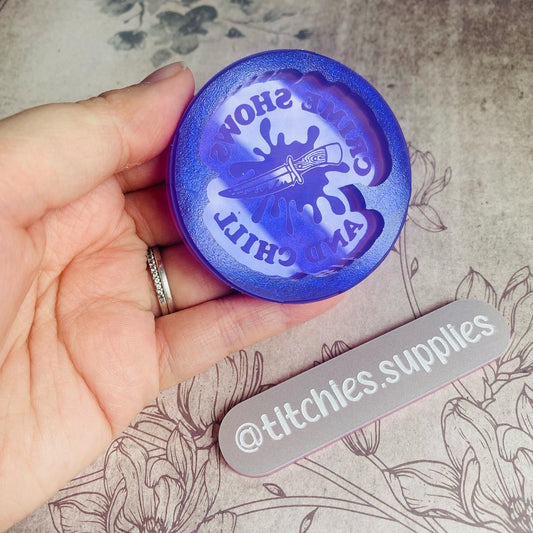 CRIME SHOWS
AND CHILL
@titchies.supplies